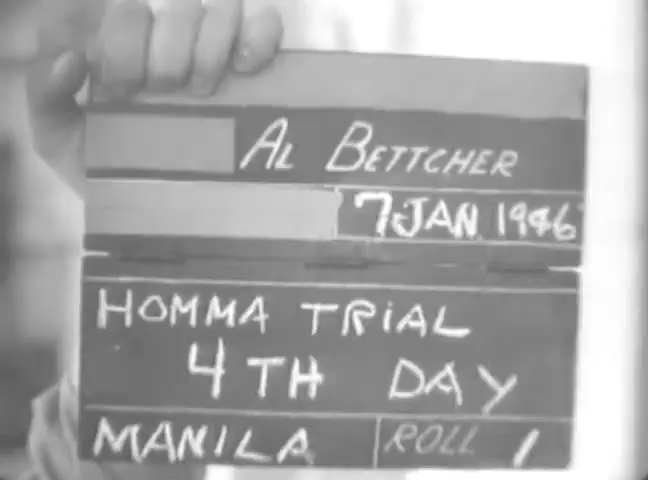 AL BETTCHER
7 JAN 1946
HOMMA TRIAL
4TH DAY
MANILA ROLL 1